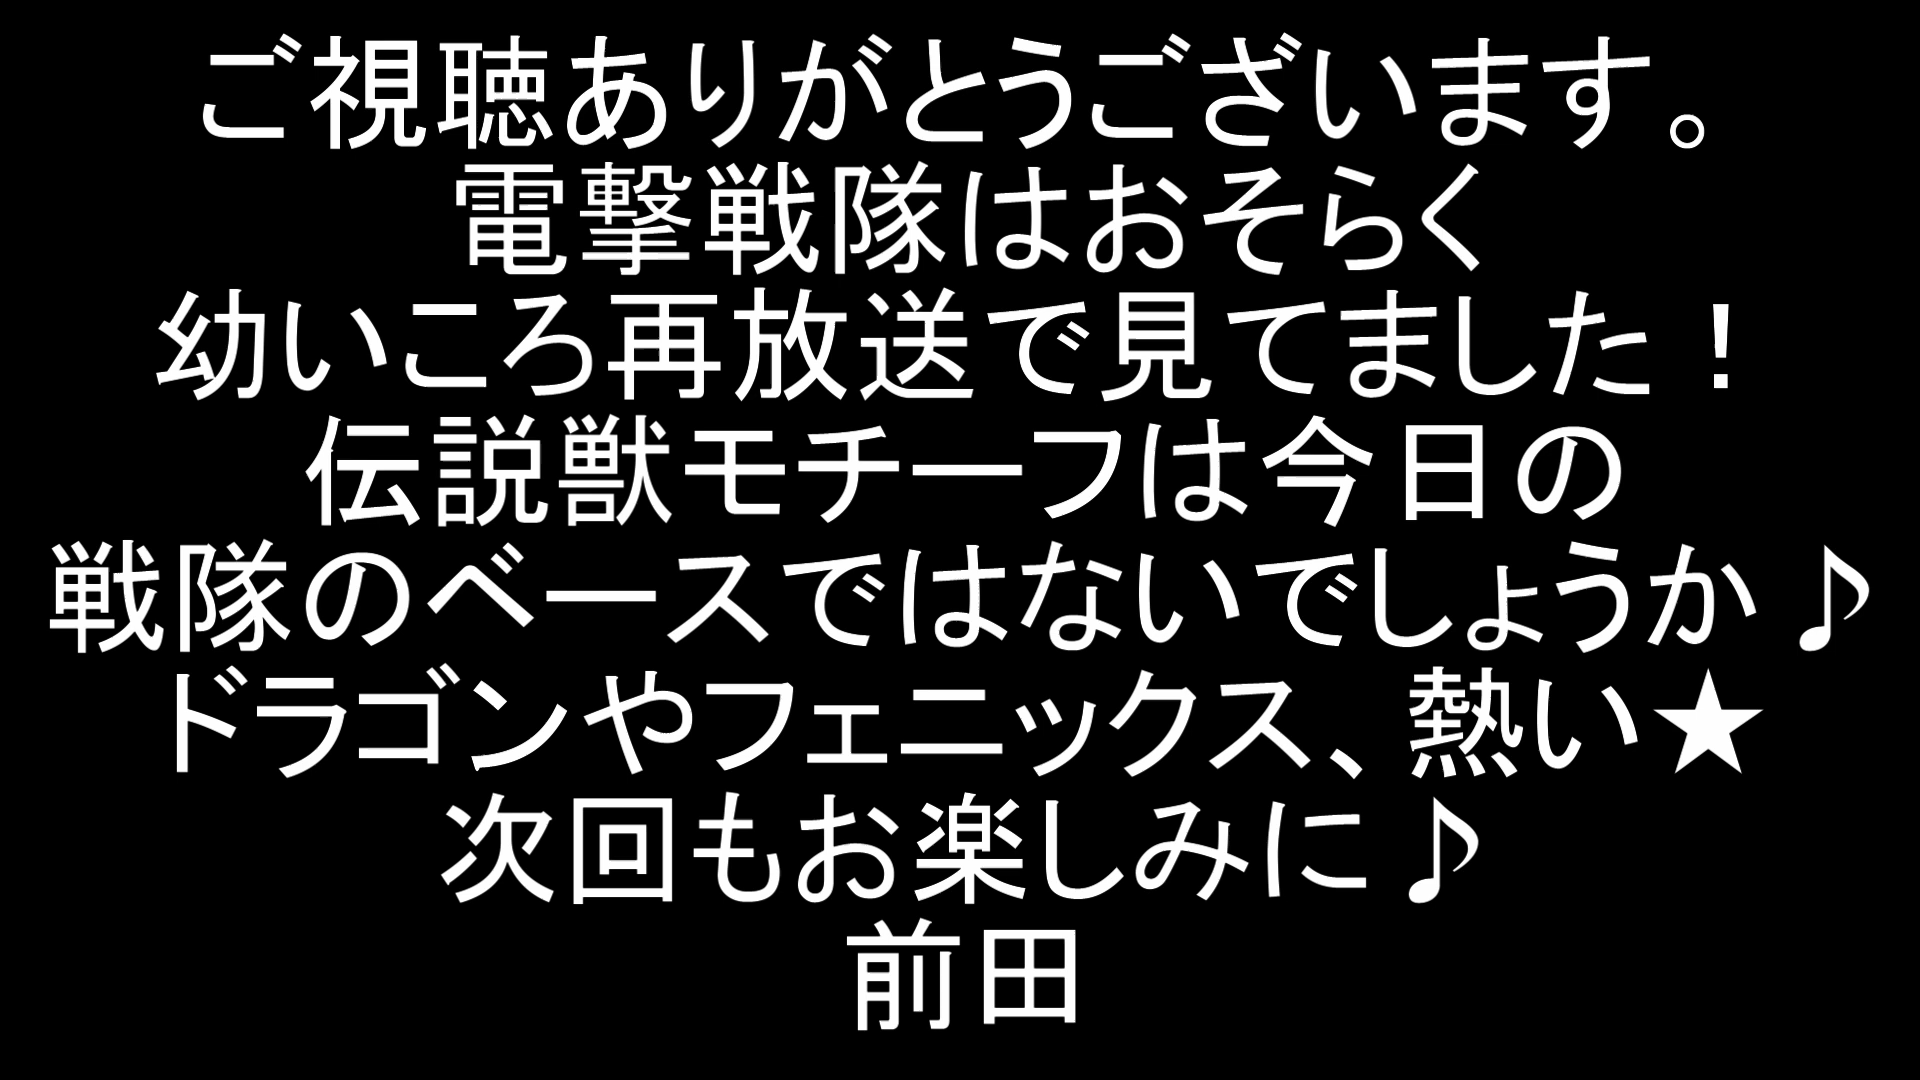 ご視聴ありがとうございます。
電撃戦隊はおそらく
幼いころ再放送で見てました！
伝説獣モチーフは今日の
戦隊のベースではないでしょうか♪
ドラゴンやフェニックス、熱い★
次回もお楽しみに♪
前田